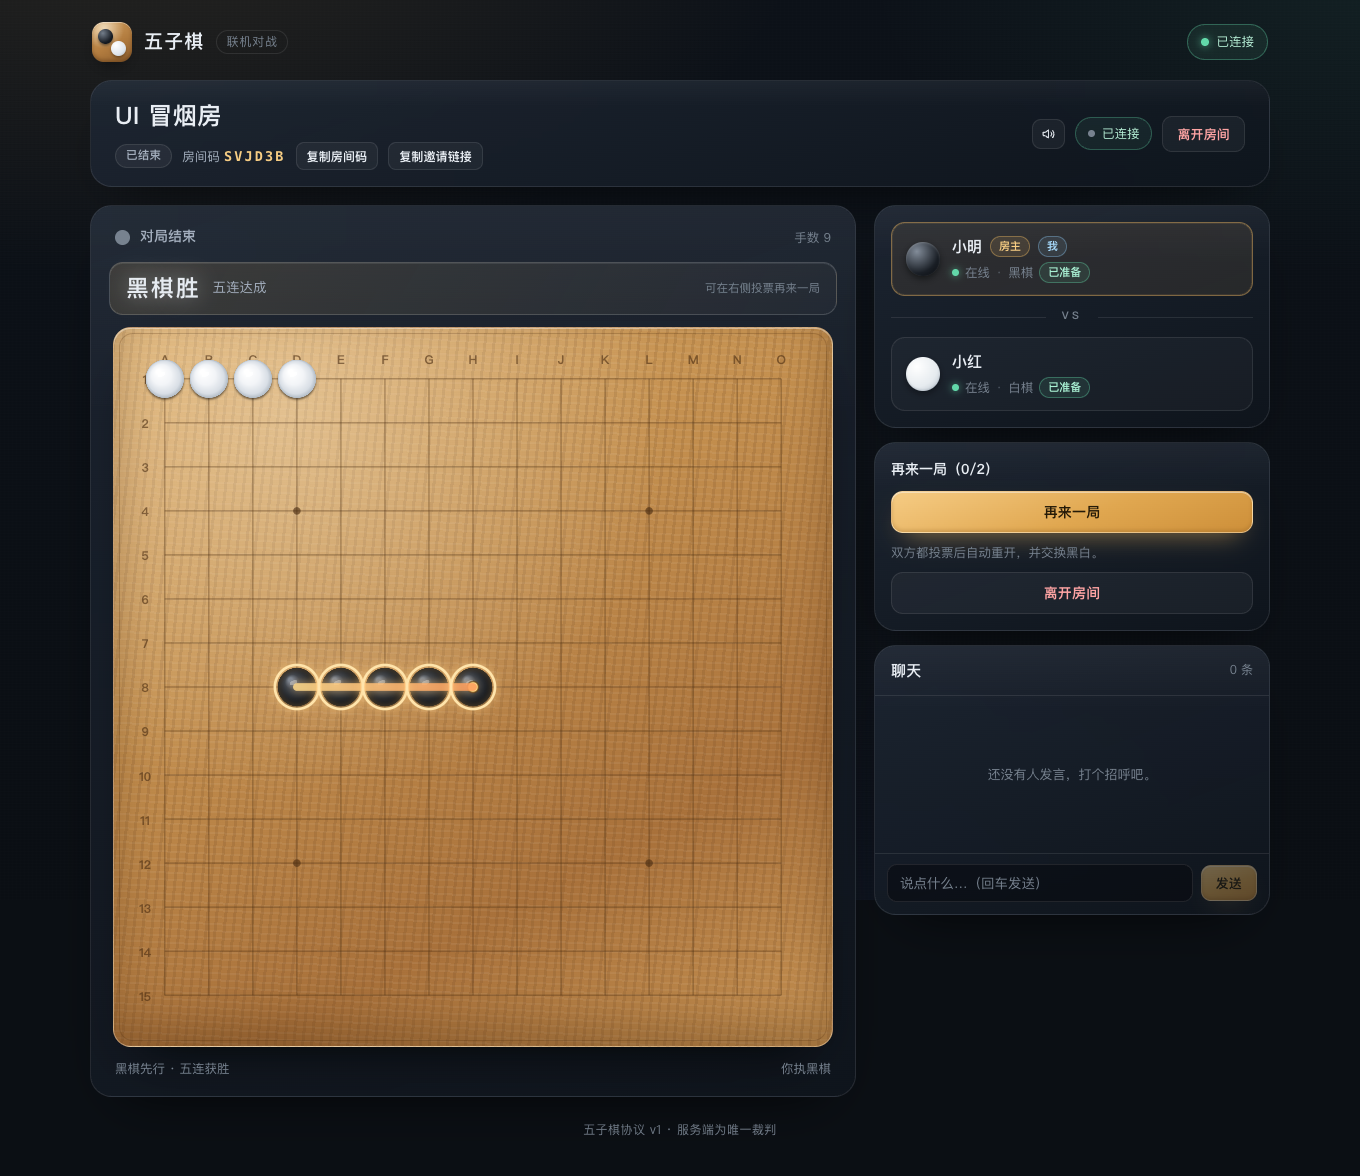 五子棋 联机对战 已连接
UI 冒烟房
已结束 房间码 SVJD3B 复制房间码 复制邀请链接 已连接 离开房间
对局结束 手数 9
黑棋胜 五连达成 可在右侧投票再来一局
E F G H I J K L M N O
2
3
4
5
6
7
8
9
10
11
12
13
14
15
黑棋先行 · 五连获胜 你执黑棋
小明 房主 我
在线 · 黑棋 已准备
VS
小红
在线 · 白棋 已准备
再来一局（0/2）
再来一局
双方都投票后自动重开，并交换黑白。
离开房间
聊天 0 条
还没有人发言，打个招呼吧。
说点什么…（回车发送） 发送
五子棋协议 v1 · 服务端为唯一裁判